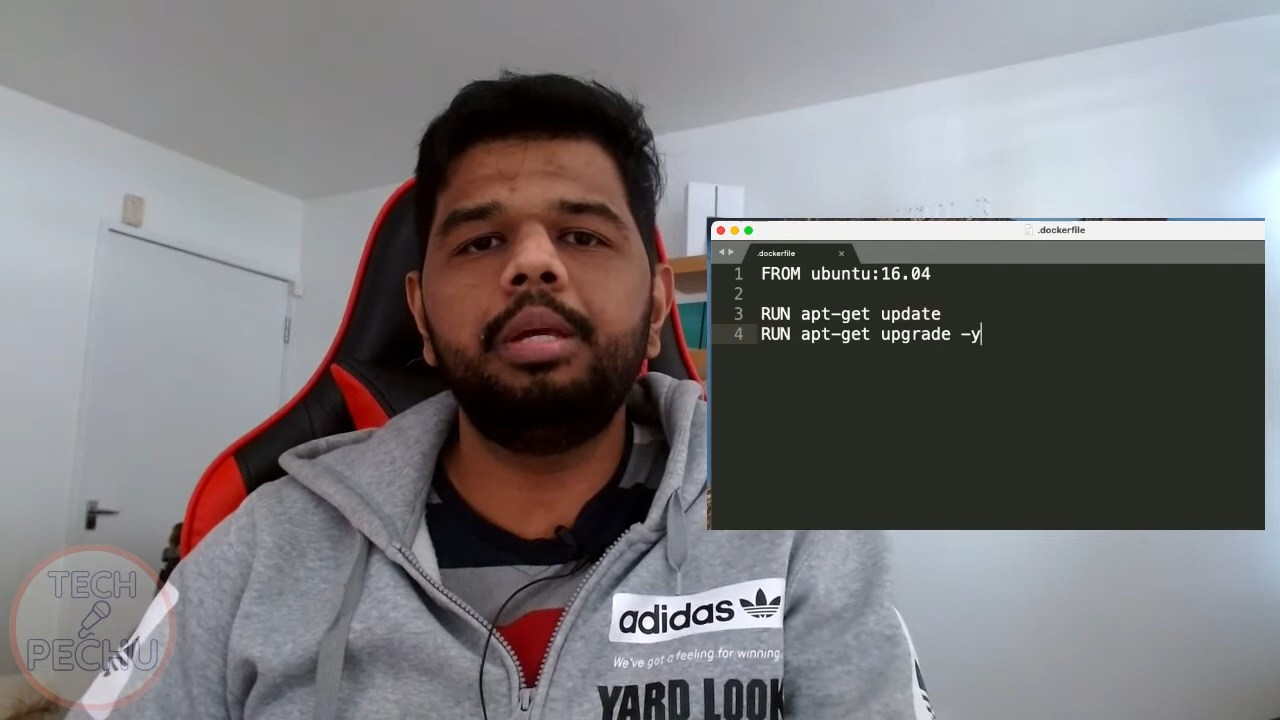 .dockerfile
.dockerfile
1 FROM ubuntu:16.04
2
3 RUN apt-get update
4 RUN apt-get upgrade -y
adidas
We've got a feeling for winning.
YARD LOOK
TECH
PECHU